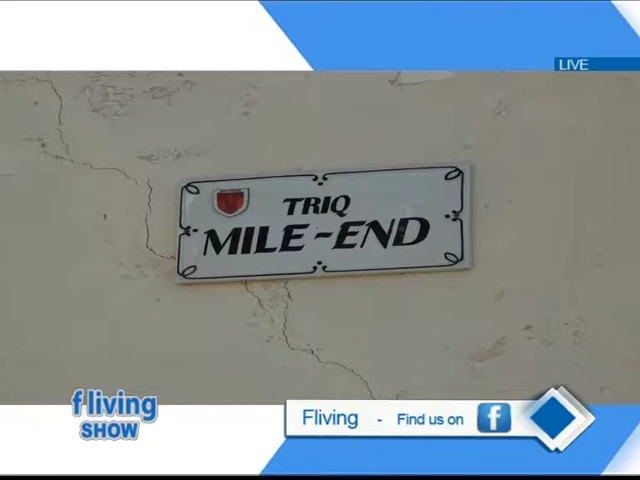 LIVE
TRIQ
MILE-END
f living
SHOW
Fliving - Find us on f